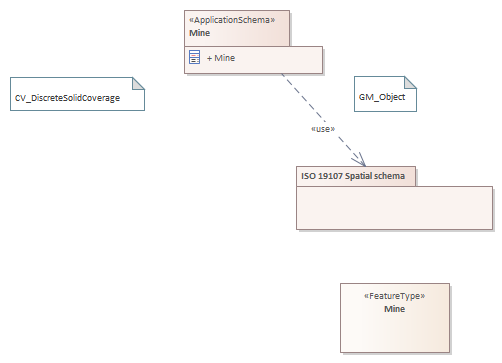 «ApplicationSchema»
Mine
+ Mine
CV_DiscreteSolidCoverage
GM_Object
«use»
ISO 19107 Spatial schema
«FeatureType»
Mine